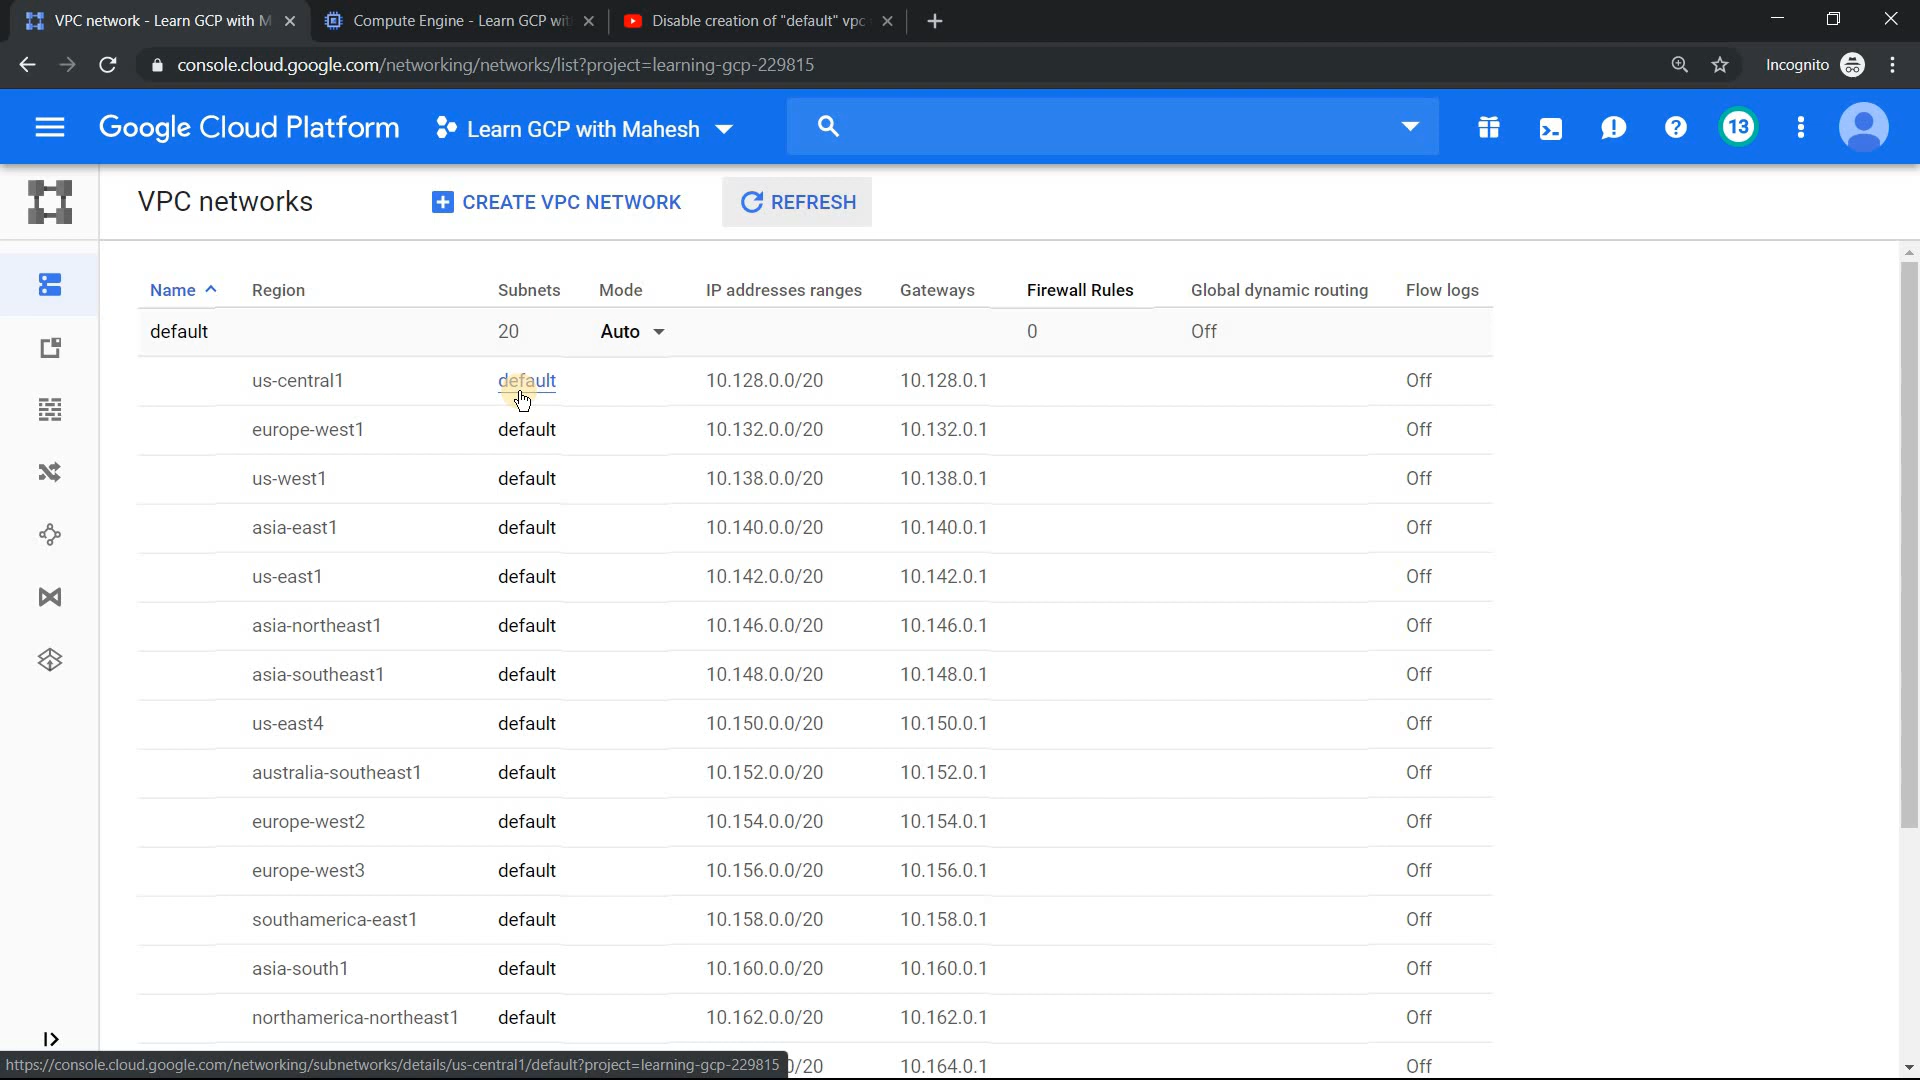 VPC network - Learn GCP with M
Compute Engine - Learn GCP wit
Disable creation of "default" vpc
console.cloud.google.com/networking/networks/list?project=learning-gcp-229815
Incognito
Google Cloud Platform
Learn GCP with Mahesh
13
VPC networks
CREATE VPC NETWORK
REFRESH
Name Region Subnets Mode IP addresses ranges Gateways Firewall Rules Global dynamic routing Flow logs
default 20 Auto 0 Off
us-central1 default 10.128.0.0/20 10.128.0.1 Off
europe-west1 default 10.132.0.0/20 10.132.0.1 Off
us-west1 default 10.138.0.0/20 10.138.0.1 Off
asia-east1 default 10.140.0.0/20 10.140.0.1 Off
us-east1 default 10.142.0.0/20 10.142.0.1 Off
asia-northeast1 default 10.146.0.0/20 10.146.0.1 Off
asia-southeast1 default 10.148.0.0/20 10.148.0.1 Off
us-east4 default 10.150.0.0/20 10.150.0.1 Off
australia-southeast1 default 10.152.0.0/20 10.152.0.1 Off
europe-west2 default 10.154.0.0/20 10.154.0.1 Off
europe-west3 default 10.156.0.0/20 10.156.0.1 Off
southamerica-east1 default 10.158.0.0/20 10.158.0.1 Off
asia-south1 default 10.160.0.0/20 10.160.0.1 Off
northamerica-northeast1 default 10.162.0.0/20 10.162.0.1 Off
https://console.cloud.google.com/networking/subnetworks/details/us-central1/default?project=learning-gcp-229815
/20 10.164.0.1 Off